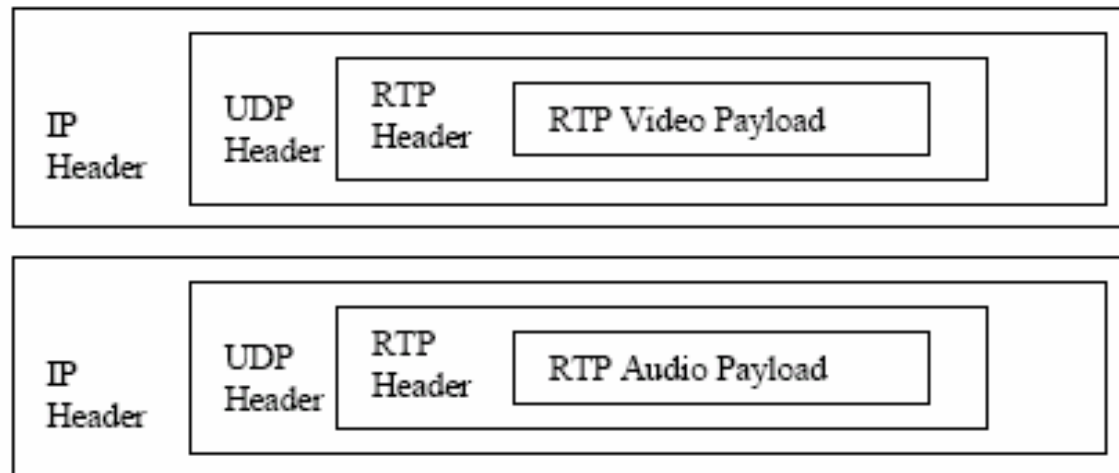 IP
Header
UDP
Header
RTP
Header
RTP Video Payload
IP
Header
UDP
Header
RTP
Header
RTP Audio Payload